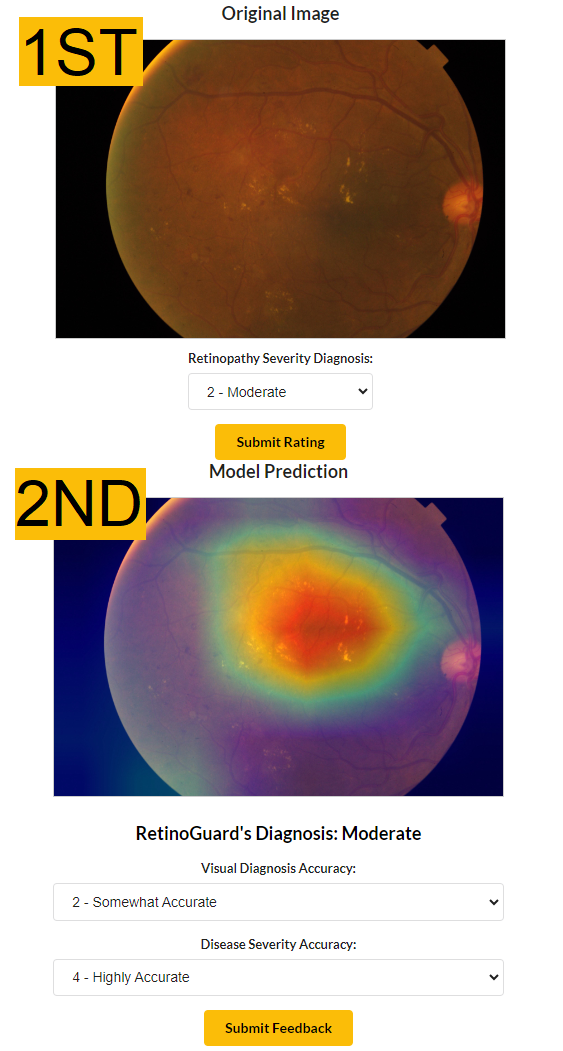 Original Image
1ST
Retinopathy Severity Diagnosis:
2 - Moderate
Submit Rating
Model Prediction
2ND
RetinoGuard's Diagnosis: Moderate
Visual Diagnosis Accuracy:
2 - Somewhat Accurate
Disease Severity Accuracy:
4 - Highly Accurate
Submit Feedback